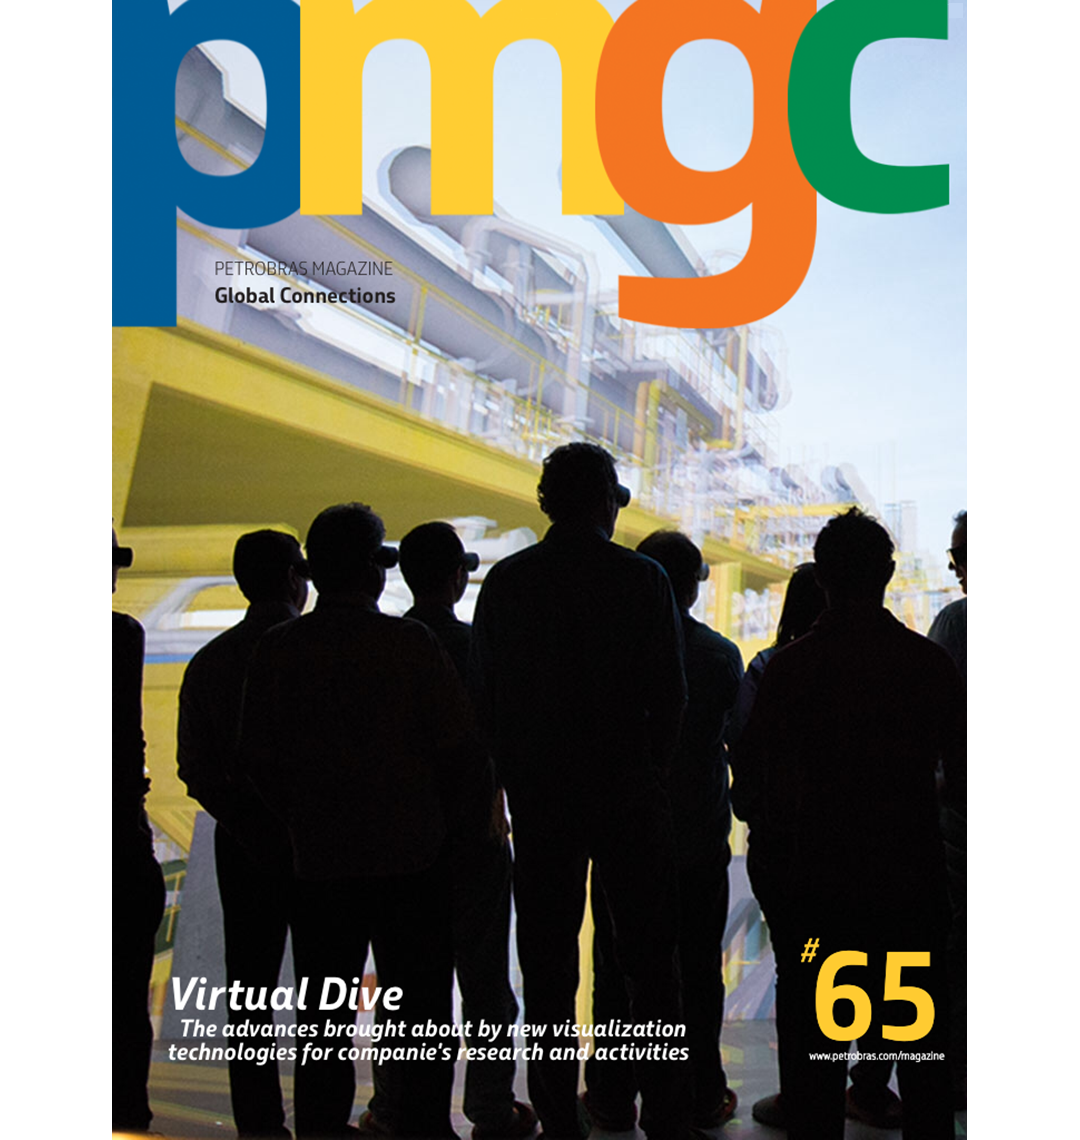 pmgc
PETROBRAS MAGAZINE
Global Connections
#65
Virtual Dive
The advances brought about by new visualization
technologies for companie's research and activities
www.petrobras.com/magazine